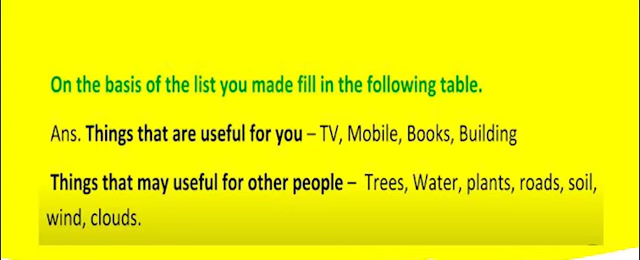 On the basis of the list you made fill in the following table.
Ans. Things that are useful for you – TV, Mobile, Books, Building
Things that may useful for other people – Trees, Water, plants, roads, soil,
wind, clouds.